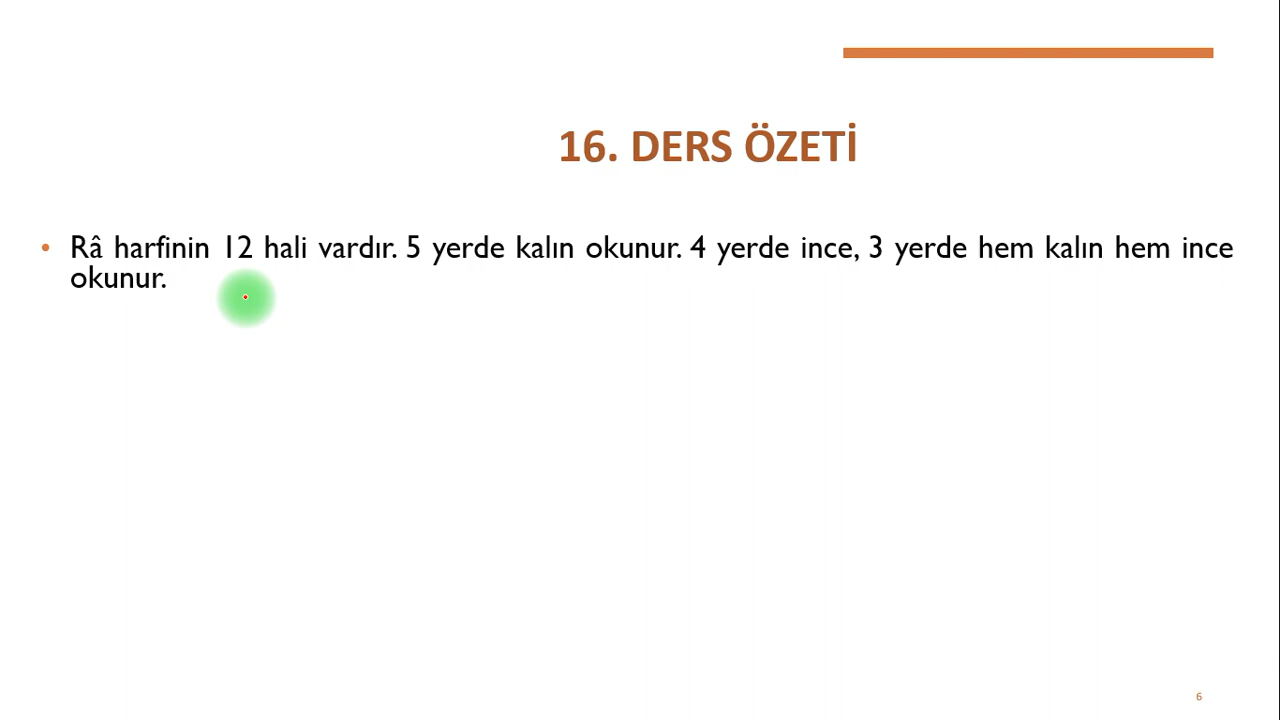 16. DERS ÖZETİ
• Râ harfinin 12 hali vardır. 5 yerde kalın okunur. 4 yerde ince, 3 yerde hem kalın hem ince
okunur.
6